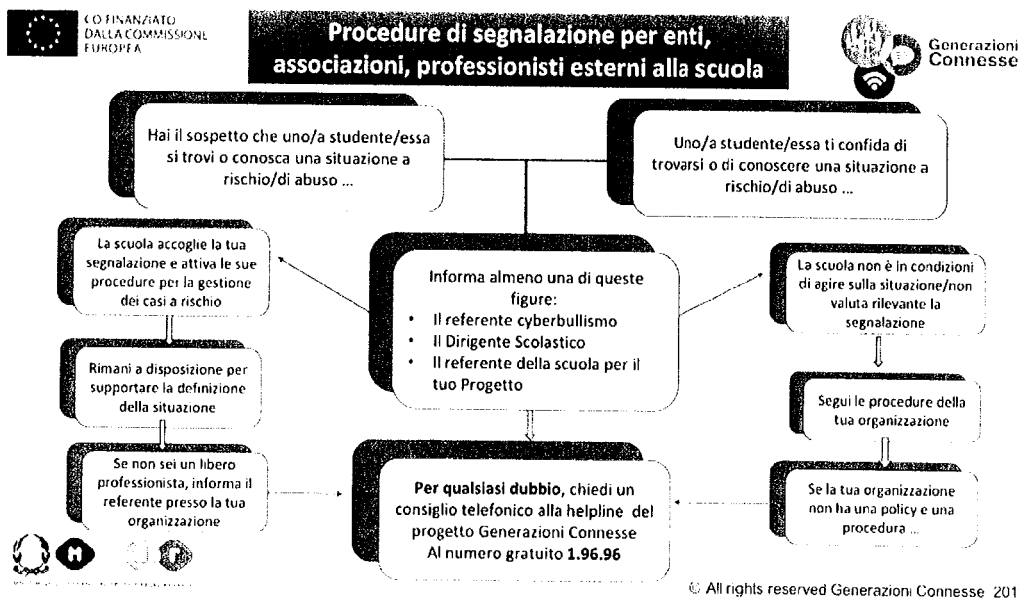 CO FINANZIATO
DALLA COMMISSIONE
EUROPEA
Procedure di segnalazione per enti,
associazioni, professionisti esterni alla scuola
Generazioni
Connesse
Hai il sospetto che uno/a studente/essa
si trovi o conosca una situazione a
rischio/di abuso ...
Uno/a studente/essa ti confida di
trovarsi o di conoscere una situazione a
rischio/di abuso ...
La scuola accoglie la tua
segnalazione e attiva le sue
procedure per la gestione
dei casi a rischio
Informa almeno una di queste
figure:
• Il referente cyberbullismo
• Il Dirigente Scolastico
• Il referente della scuola per il
tuo Progetto
La scuola non è in condizioni
di agire sulla situazione/non
valuta rilevante la
segnalazione
Rimani a disposizione per
supportare la definizione
della situazione
Segui le procedure della
tua organizzazione
Se non sei un libero
professionista, informa il
referente presso la tua
organizzazione
Per qualsiasi dubbio, chiedi un
consiglio telefonico alla helpline del
progetto Generazioni Connesse
Al numero gratuito 1.96.96
Se la tua organizzazione
non ha una policy e una
procedura ...
© All rights reserved Generazioni Connesse 201